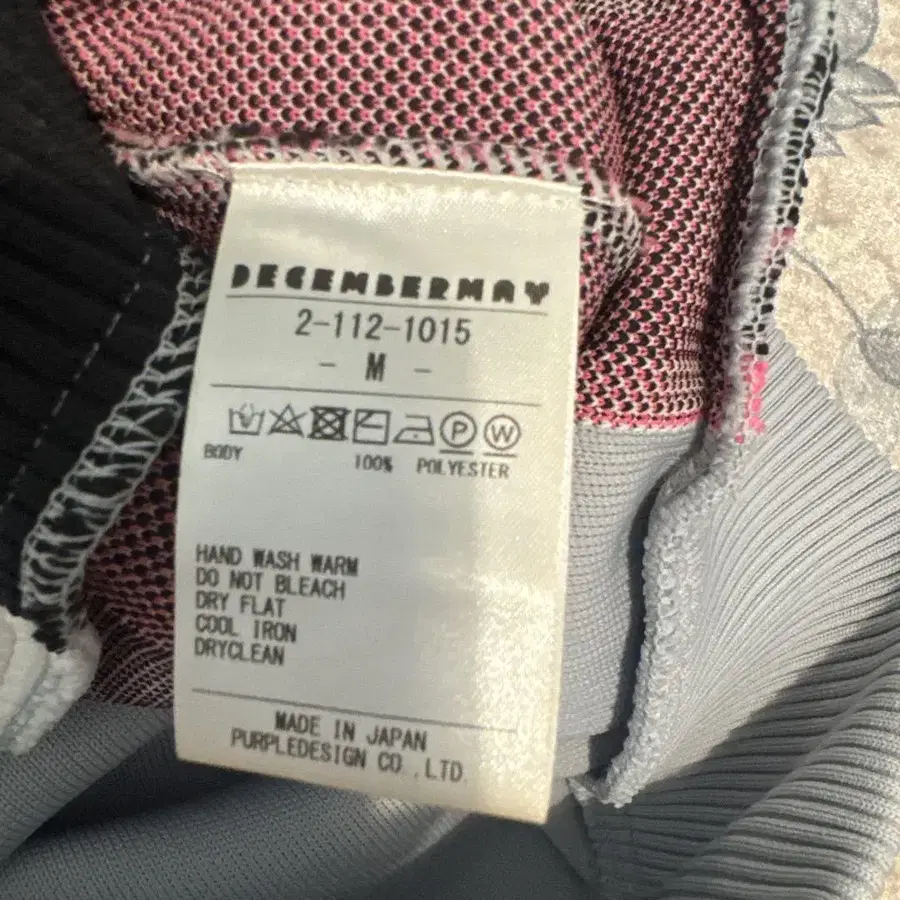 DECEMBERMAY
2-112-1015
- M -
P W
BODY 100% POLYESTER
HAND WASH WARM
DO NOT BLEACH
DRY FLAT
COOL IRON
DRYCLEAN
MADE IN JAPAN
PURPLEDESIGN CO.,LTD.